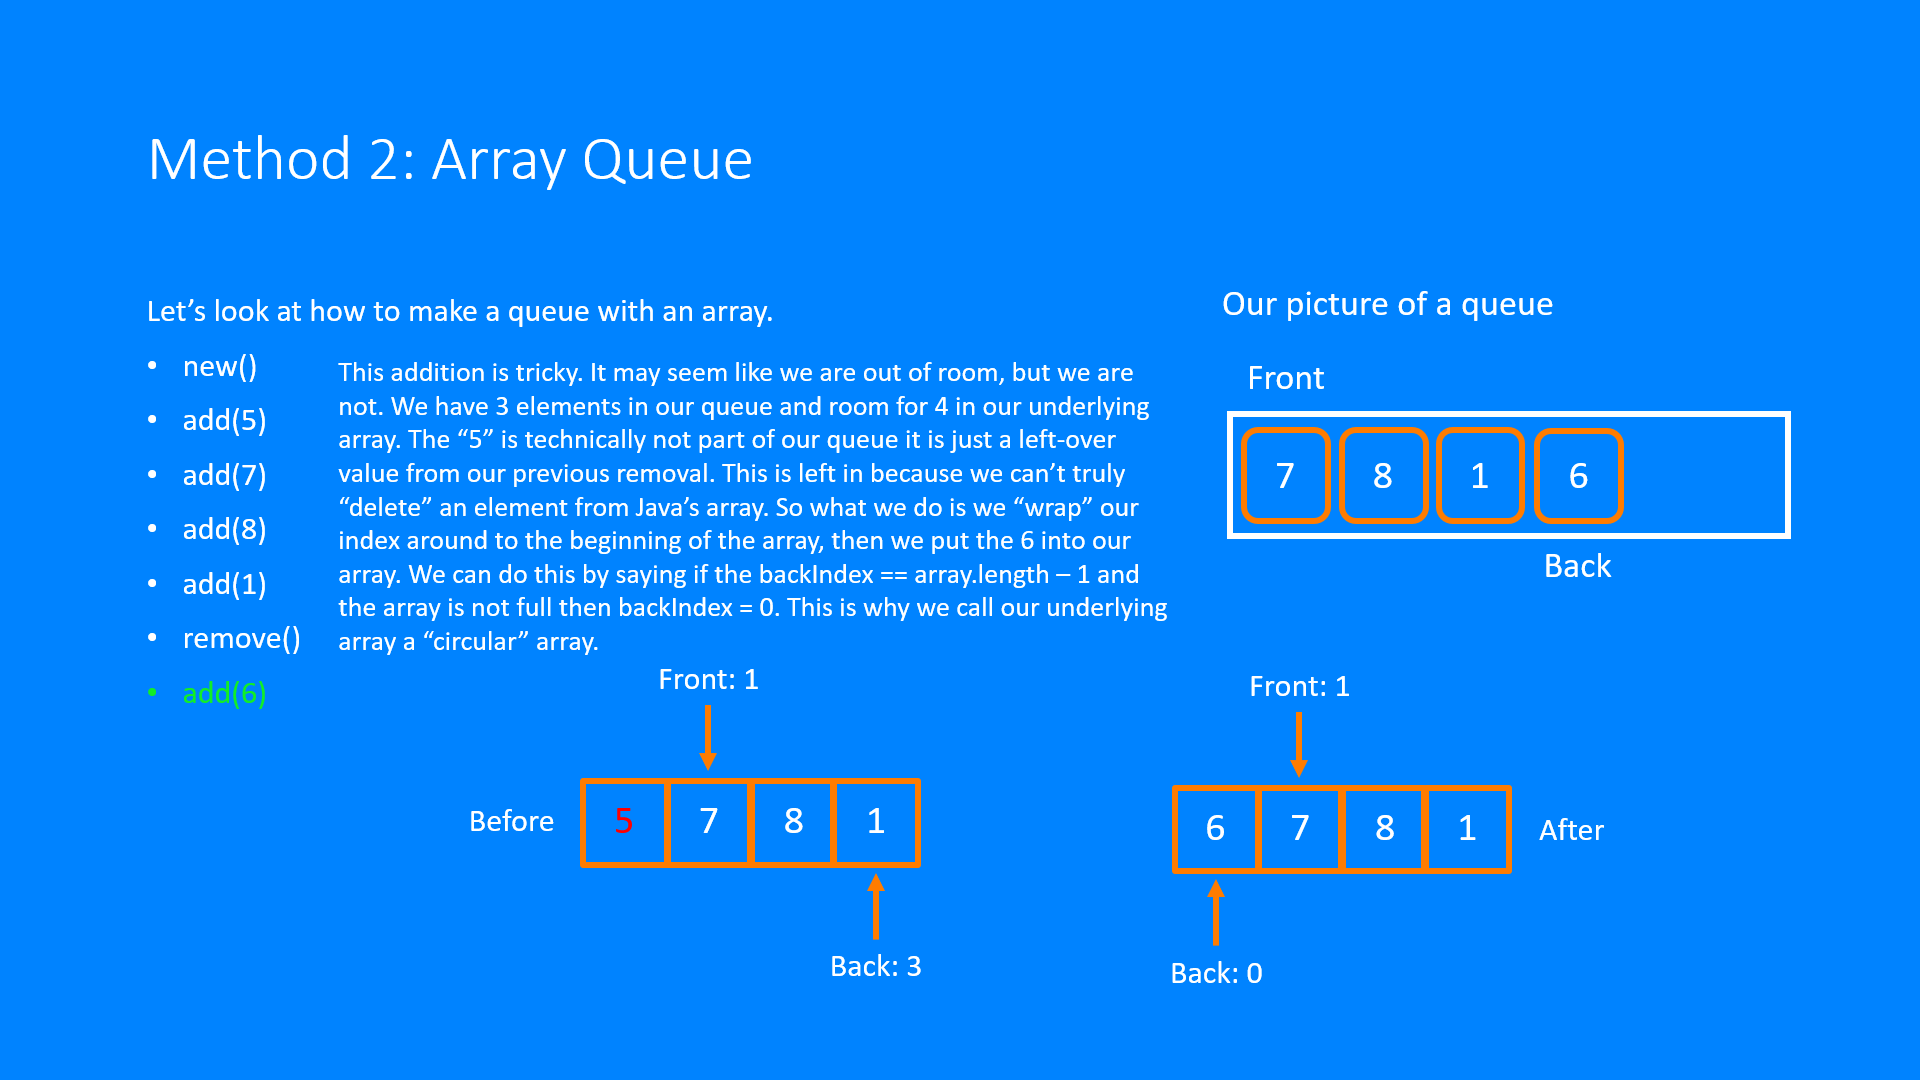 Method 2: Array Queue
Let’s look at how to make a queue with an array.
• new()
• add(5)
• add(7)
• add(8)
• add(1)
• remove()
• add(6)
This addition is tricky. It may seem like we are out of room, but we are
not. We have 3 elements in our queue and room for 4 in our underlying
array. The “5” is technically not part of our queue it is just a left-over
value from our previous removal. This is left in because we can’t truly
“delete” an element from Java’s array. So what we do is we “wrap” our
index around to the beginning of the array, then we put the 6 into our
array. We can do this by saying if the backIndex == array.length – 1 and
the array is not full then backIndex = 0. This is why we call our underlying
array a “circular” array.
Our picture of a queue
Front
7 8 1 6
Back
Front: 1
Before 5 7 8 1
Back: 3
Front: 1
6 7 8 1 After
Back: 0